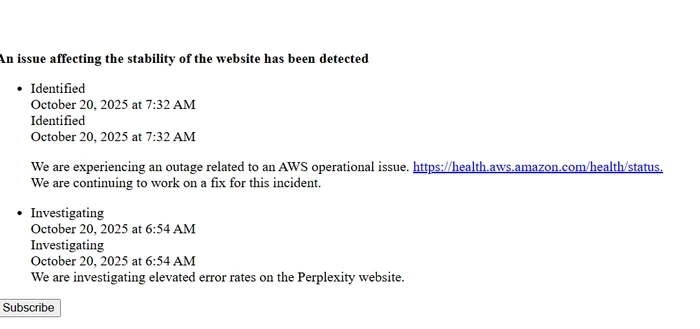 An issue affecting the stability of the website has been detected
Identified
October 20, 2025 at 7:32 AM
Identified
October 20, 2025 at 7:32 AM
We are experiencing an outage related to an AWS operational issue. https://health.aws.amazon.com/health/status.
We are continuing to work on a fix for this incident.
Investigating
October 20, 2025 at 6:54 AM
Investigating
October 20, 2025 at 6:54 AM
We are investigating elevated error rates on the Perplexity website.
Subscribe